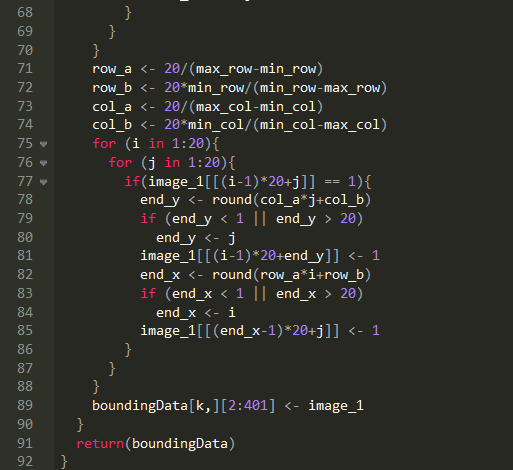 68 }
69 }
70 }
71 row_a <- 20/(max_row-min_row)
72 row_b <- 20*min_row/(min_row-max_row)
73 col_a <- 20/(max_col-min_col)
74 col_b <- 20*min_col/(min_col-max_col)
75 for (i in 1:20){
76 for (j in 1:20){
77 if(image_1[[(i-1)*20+j]] == 1){
78 end_y <- round(col_a*j+col_b)
79 if (end_y < 1 || end_y > 20)
80 end_y <- j
81 image_1[[(i-1)*20+end_y]] <- 1
82 end_x <- round(row_a*i+row_b)
83 if (end_x < 1 || end_x > 20)
84 end_x <- i
85 image_1[[(end_x-1)*20+j]] <- 1
86 }
87 }
88 }
89 boundingData[k,][2:401] <- image_1
90 }
91 return(boundingData)
92 }